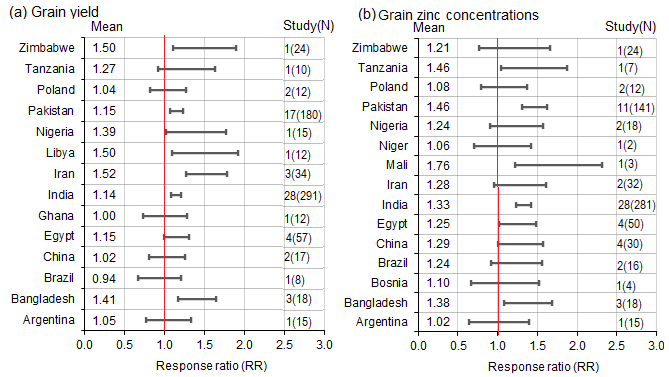 (a) Grain yield
Mean Study(N)
Zimbabwe 1.50 1(24)
Tanzania 1.27 1(10)
Poland 1.04 2(12)
Pakistan 1.15 17(180)
Nigeria 1.39 1(15)
Libya 1.50 1(12)
Iran 1.52 3(34)
India 1.14 28(291)
Ghana 1.00 1(12)
Egypt 1.15 4(57)
China 1.02 2(17)
Brazil 0.94 1(8)
Bangladesh 1.41 3(18)
Argentina 1.05 1(15)
0.0 0.5 1.0 1.5 2.0 2.5 3.0
Response ratio (RR)
(b) Grain zinc concentrations
Mean Study(N)
Zimbabwe 1.21 1(24)
Tanzania 1.46 1(7)
Poland 1.08 2(12)
Pakistan 1.46 11(141)
Nigeria 1.24 2(18)
Niger 1.06 1(2)
Mali 1.76 1(3)
Iran 1.28 2(32)
India 1.33 28(281)
Egypt 1.25 4(50)
China 1.29 4(30)
Brazil 1.24 2(16)
Bosnia 1.10 1(4)
Bangladesh 1.38 3(18)
Argentina 1.02 1(15)
0.0 0.5 1.0 1.5 2.0 2.5 3.0
Response ratio (RR)